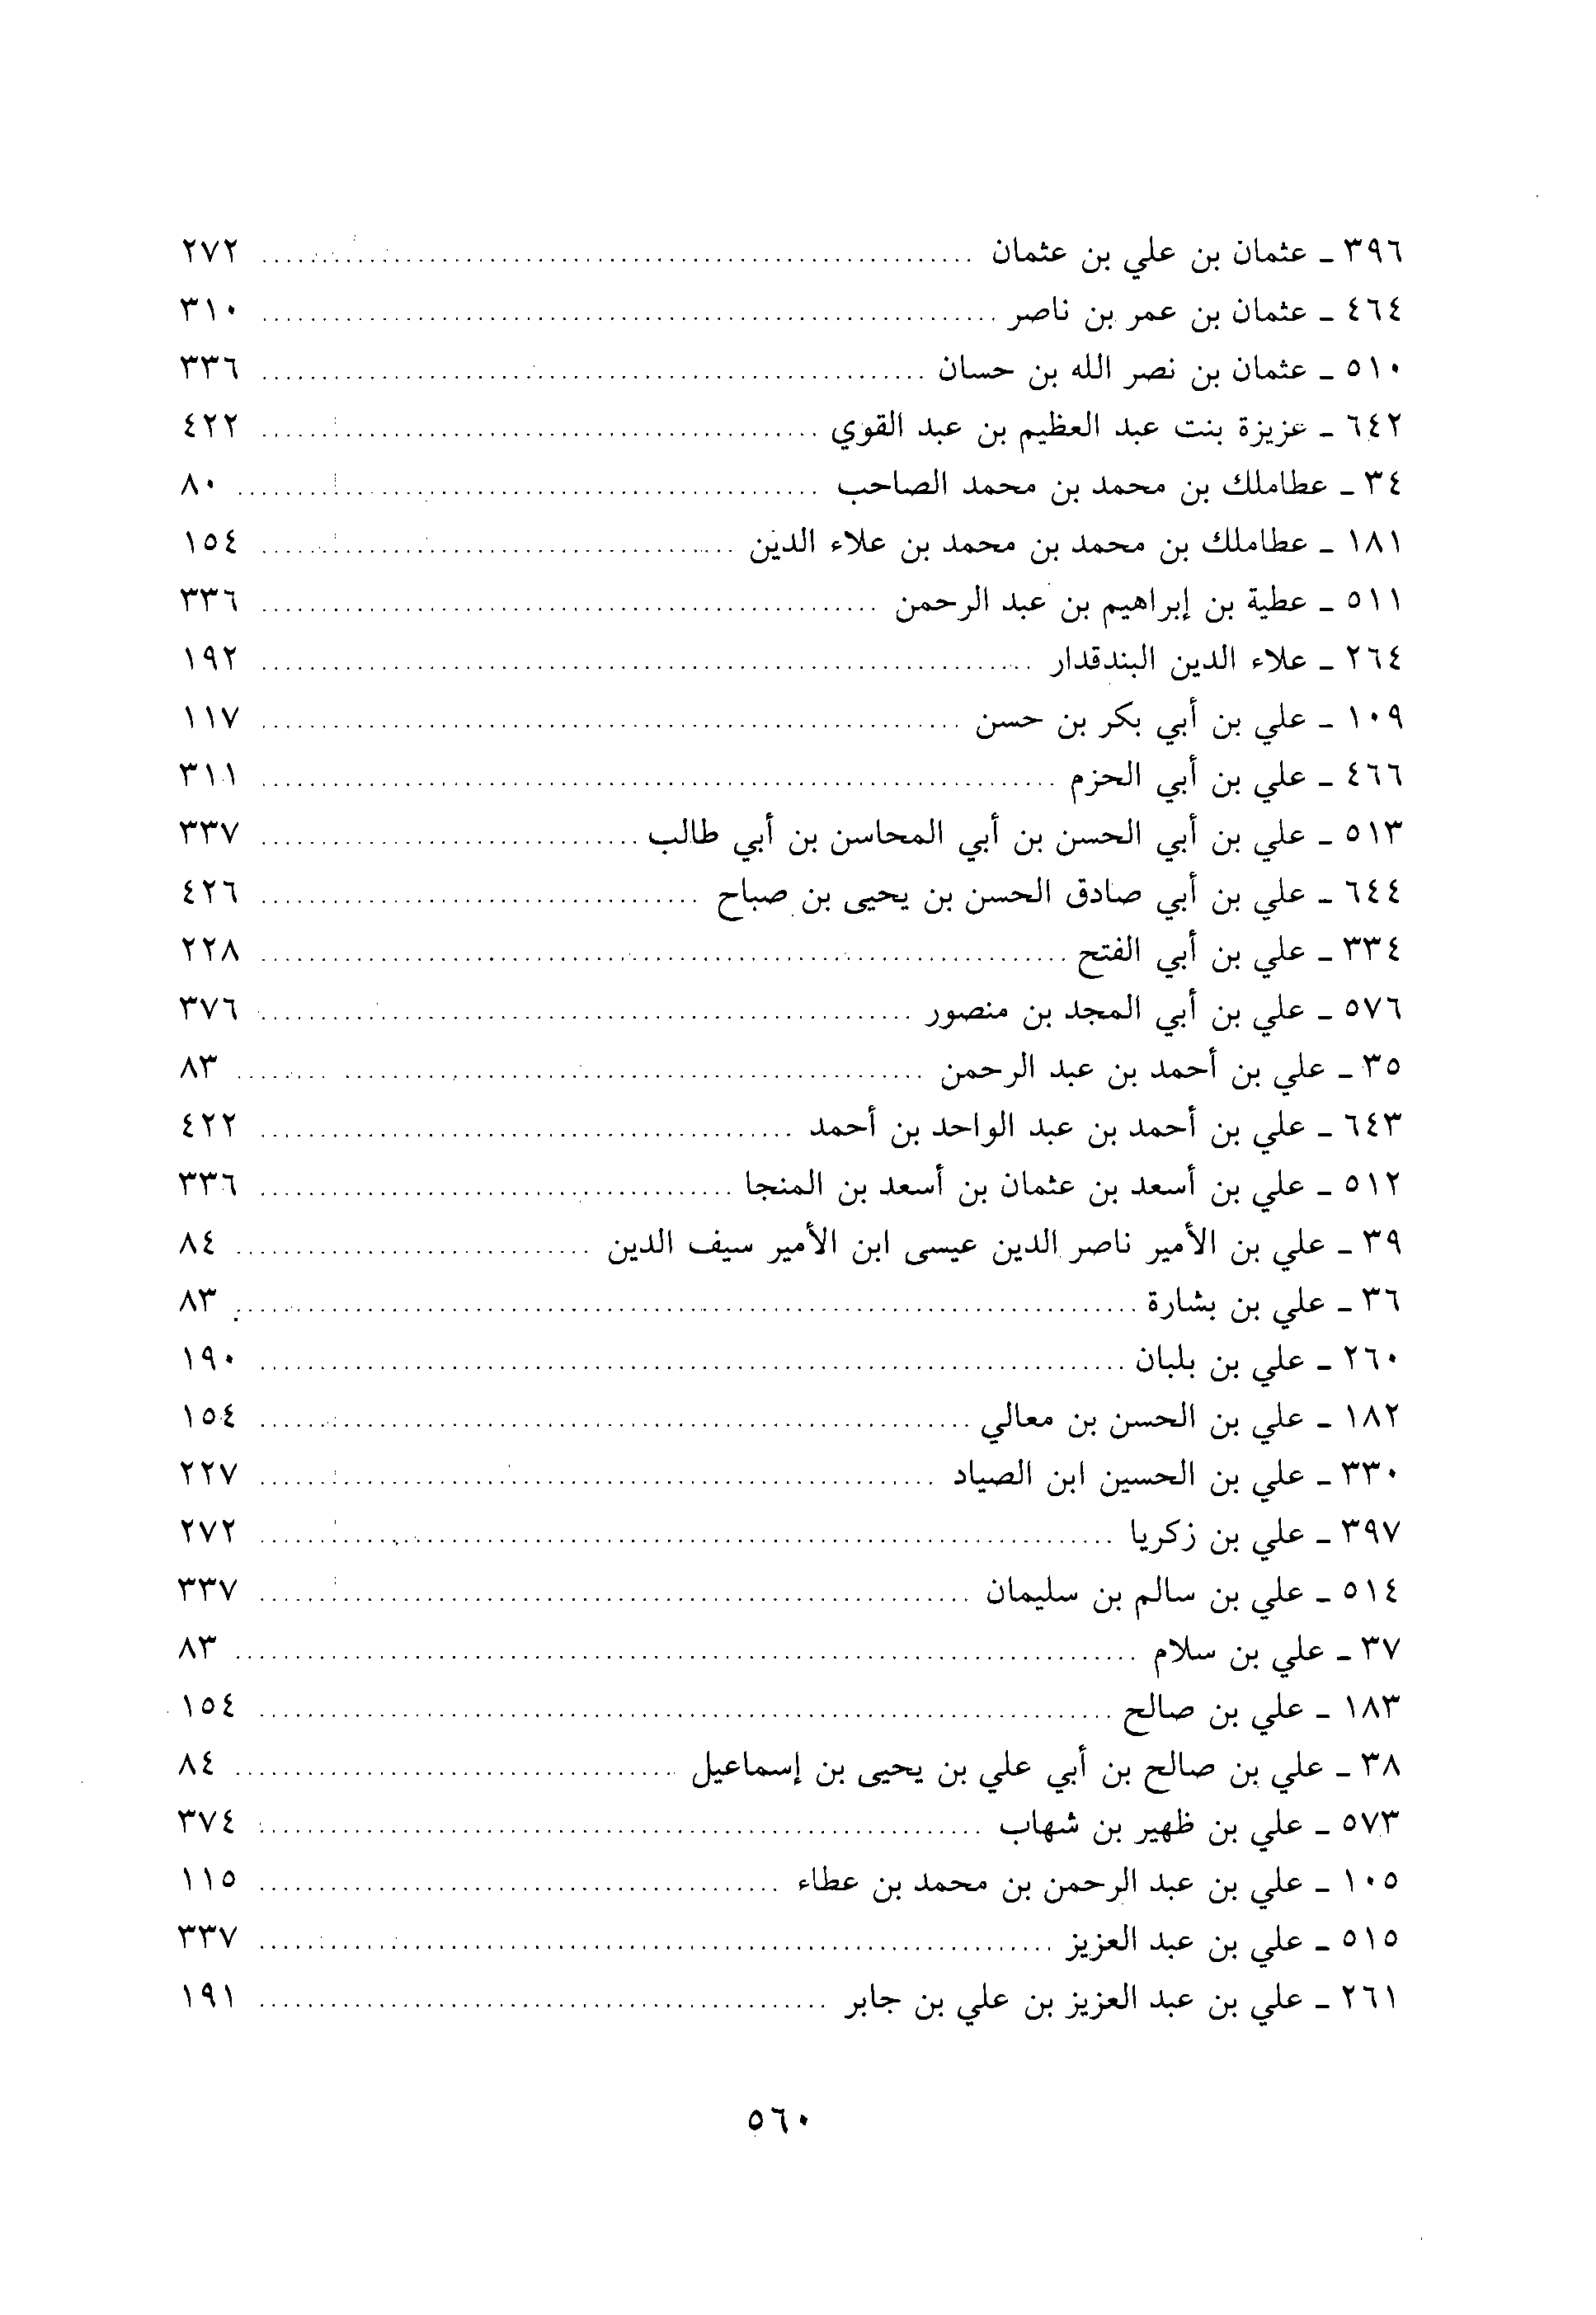 ٣٩٦ ـ عثمان بن علي بن عثمان ........ ٢٧٢
٤٦٤ ـ عثمان بن عمر بن ناصر ........ ٣١٠
٥١٠ ـ عثمان بن نصر الله بن حسان ........ ٣٣٦
٦٤٢ ـ عزيزة بنت عبد العظيم بن عبد القوي ........ ٤٢٢
٣٤ ـ عطاملك بن محمد بن محمد الصاحب ........ ٨٠
١٨١ ـ عطاملك بن محمد بن محمد بن علاء الدين ........ ١٥٤
٥١١ ـ عطية بن إبراهيم بن عبد الرحمن ........ ٣٣٦
٢٦٤ ـ علاء الدين البندقدار ........ ١٩٢
١٠٩ ـ علي بن أبي بكر بن حسن ........ ١١٧
٤٦٦ ـ علي بن أبي الحزم ........ ٣١١
٥١٣ ـ علي بن أبي الحسن بن أبي المحاسن بن أبي طالب ........ ٣٣٧
٦٤٤ ـ علي بن أبي صادق الحسن بن يحيى بن صباح ........ ٤٢٦
٣٣٤ ـ علي بن أبي الفتح ........ ٢٢٨
٥٧٦ ـ علي بن أبي المجد بن منصور ........ ٣٧٦
٣٥ ـ علي بن أحمد بن عبد الرحمن ........ ٨٣
٦٤٣ ـ علي بن أحمد بن عبد الواحد بن أحمد ........ ٤٢٢
٥١٢ ـ علي بن أسعد بن عثمان بن أسعد بن المنجا ........ ٣٣٦
٣٩ ـ علي بن الأمير ناصر الدين عيسى ابن الأمير سيف الدين ........ ٨٤
٣٦ ـ علي بن بشارة ........ ٨٣
٢٦٠ ـ علي بن بلبان ........ ١٩٠
١٨٢ ـ علي بن الحسن بن معالي ........ ١٥٤
٣٣٠ ـ علي بن الحسين ابن الصياد ........ ٢٢٧
٣٩٧ ـ علي بن زكريا ........ ٢٧٢
٥١٤ ـ علي بن سالم بن سليمان ........ ٣٣٧
٣٧ ـ علي بن سلام ........ ٨٣
١٨٣ ـ علي بن صالح ........ ١٥٤
٣٨ ـ علي بن صالح بن أبي علي بن يحيى بن إسماعيل ........ ٨٤
٥٧٣ ـ علي بن ظهير بن شهاب ........ ٣٧٤
١٠٥ ـ علي بن عبد الرحمن بن محمد بن عطاء ........ ١١٥
٥١٥ ـ علي بن عبد العزيز ........ ٣٣٧
٢٦١ ـ علي بن عبد العزيز بن علي بن جابر ........ ١٩١
٥٦٠